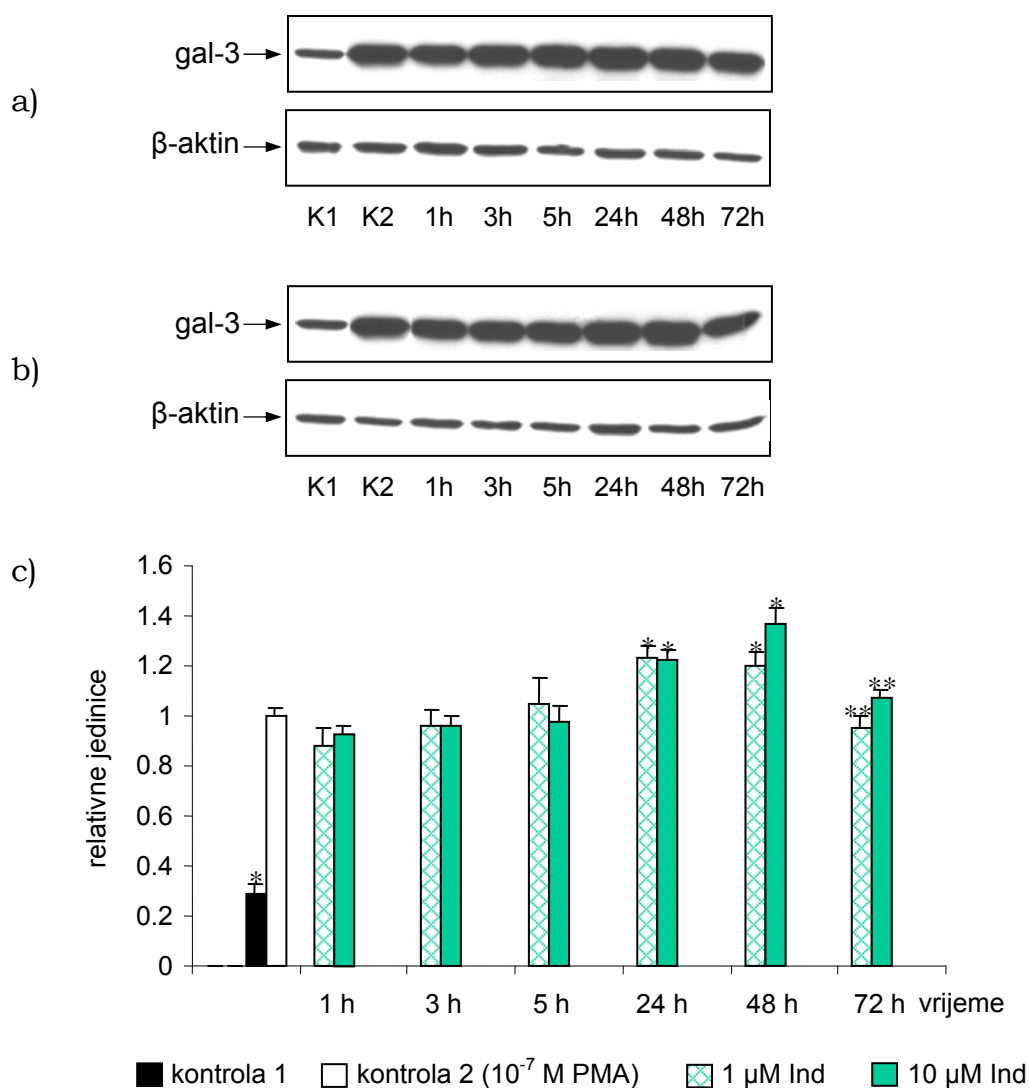 a)
gal-3
β-aktin
K1 K2 1h 3h 5h 24h 48h 72h
b)
gal-3
β-aktin
K1 K2 1h 3h 5h 24h 48h 72h
c)
relativne jedinice
1.6
1.4
1.2
1
0.8
0.6
0.4
0.2
0
* * * * * ** **
1 h 3 h 5 h 24 h 48 h 72 h vrijeme
kontrola 1 kontrola 2 (10⁻⁷ M PMA) 1 µM Ind 10 µM Ind